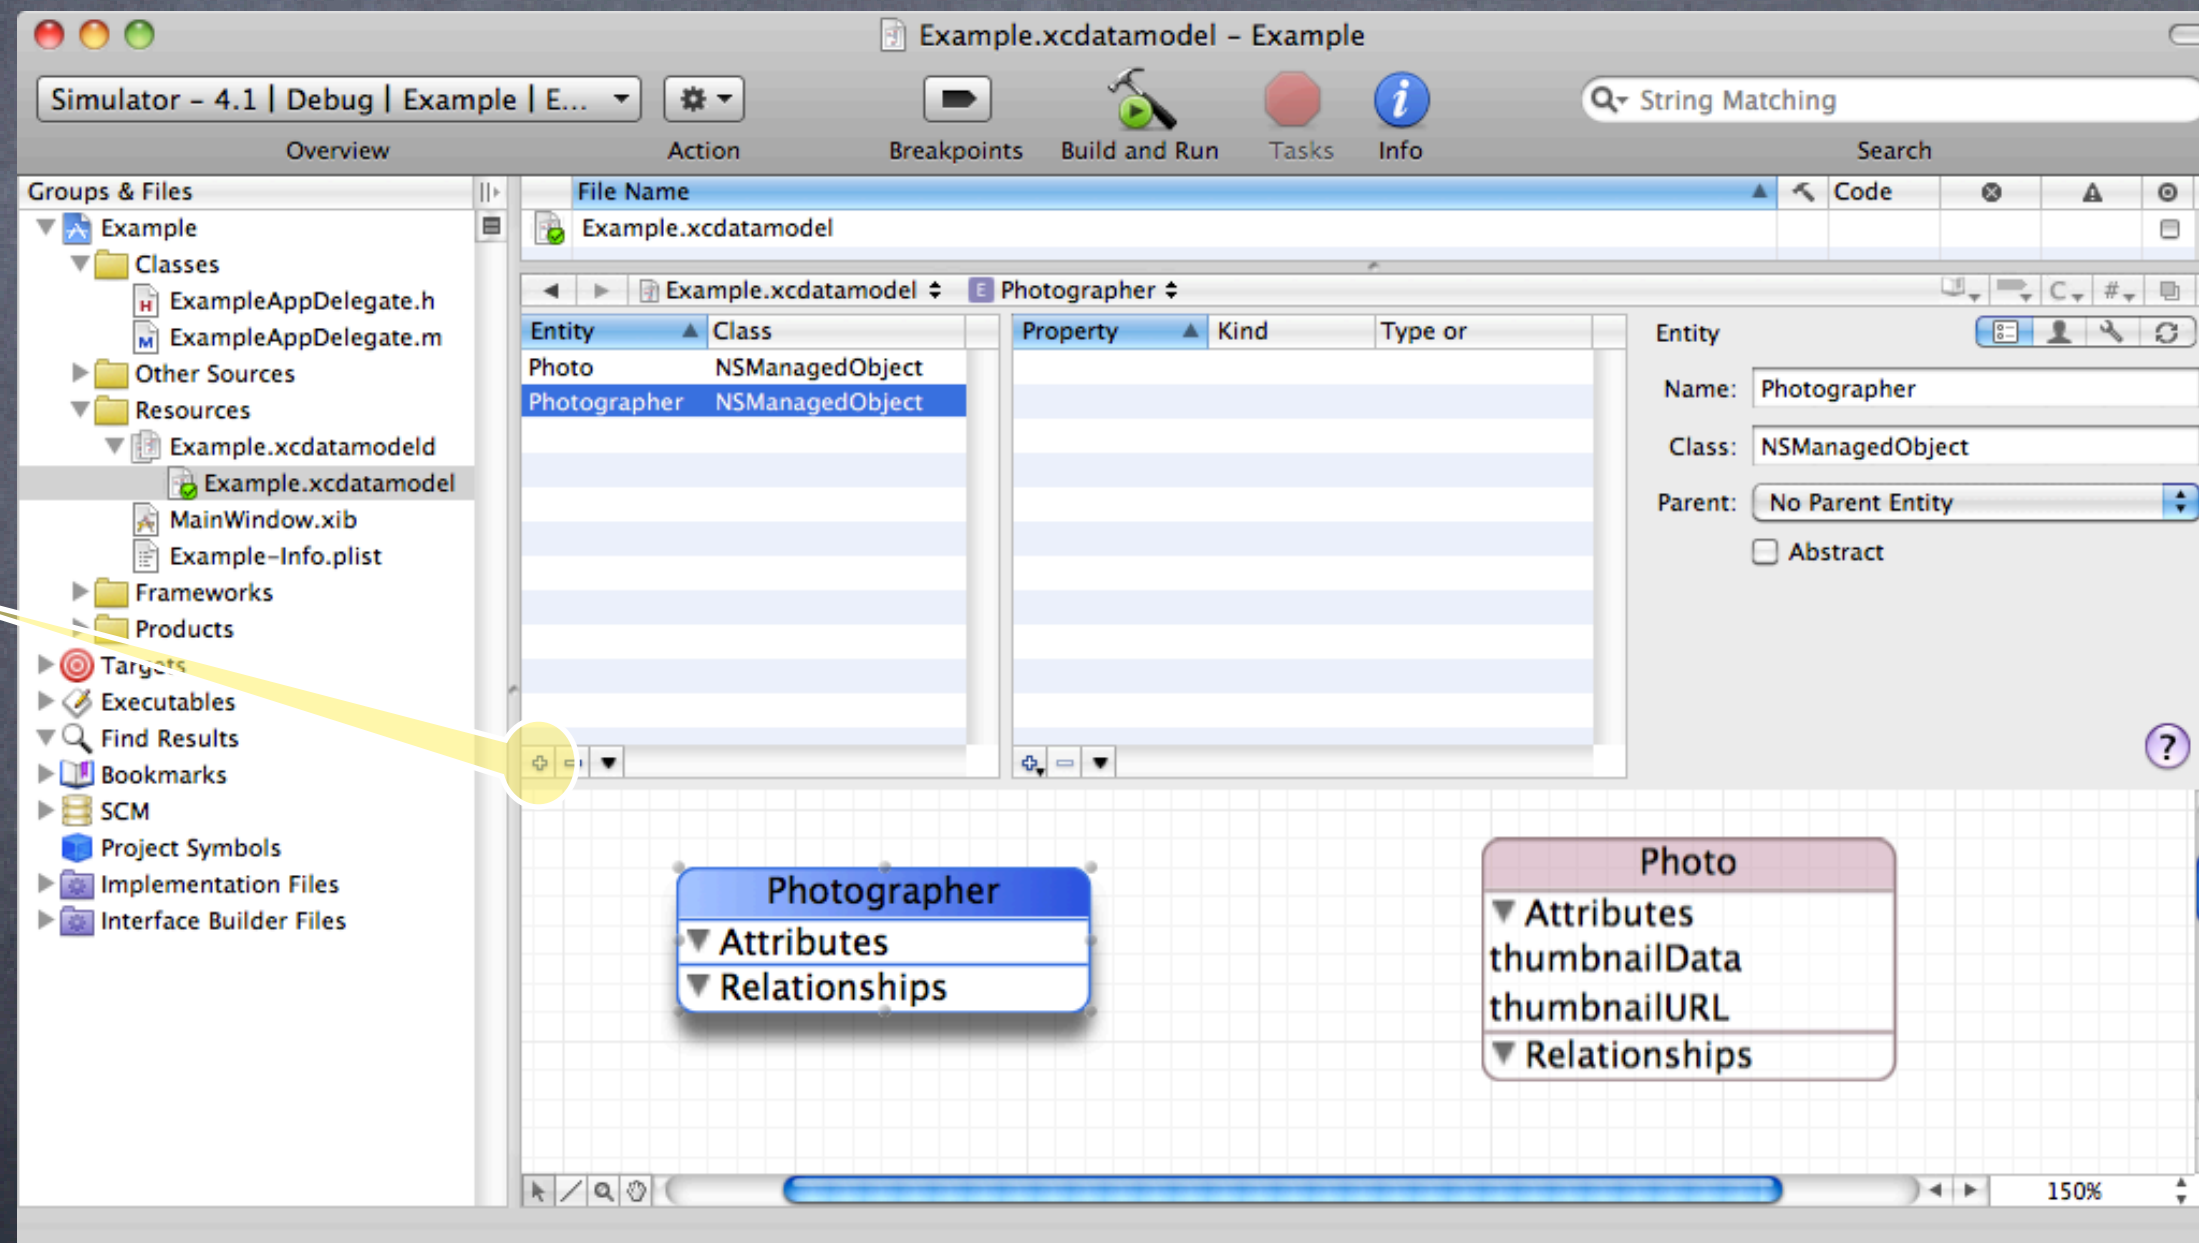 Example.xcdatamodel – Example
Simulator – 4.1 | Debug | Example | E...
String Matching
Overview
Action
Breakpoints
Build and Run
Tasks
Info
Search
Groups & Files
Example
Classes
ExampleAppDelegate.h
ExampleAppDelegate.m
Other Sources
Resources
Example.xcdatamodeld
Example.xcdatamodel
MainWindow.xib
Example-Info.plist
Frameworks
Products
Targets
Executables
Find Results
Bookmarks
SCM
Project Symbols
Implementation Files
Interface Builder Files
File Name
Code
Example.xcdatamodel
Example.xcdatamodel
E Photographer
C
#
Entity Class
Photo NSManagedObject
Photographer NSManagedObject
Property Kind Type or
Entity
Name: Photographer
Class: NSManagedObject
Parent: No Parent Entity
Abstract
?
Photographer
Attributes
Relationships
Photo
Attributes
thumbnailData
thumbnailURL
Relationships
150%